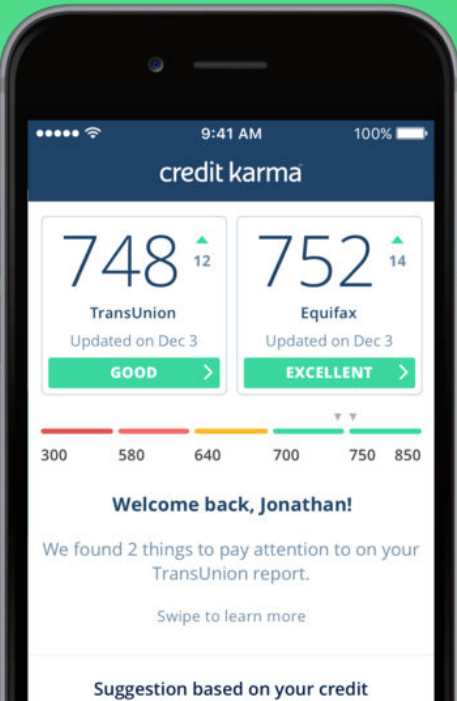 9:41 AM 100%
credit karma
748 12 752 14
TransUnion Equifax
Updated on Dec 3 Updated on Dec 3
GOOD EXCELLENT
300 580 640 700 750 850
Welcome back, Jonathan!
We found 2 things to pay attention to on your
TransUnion report.
Swipe to learn more
Suggestion based on your credit